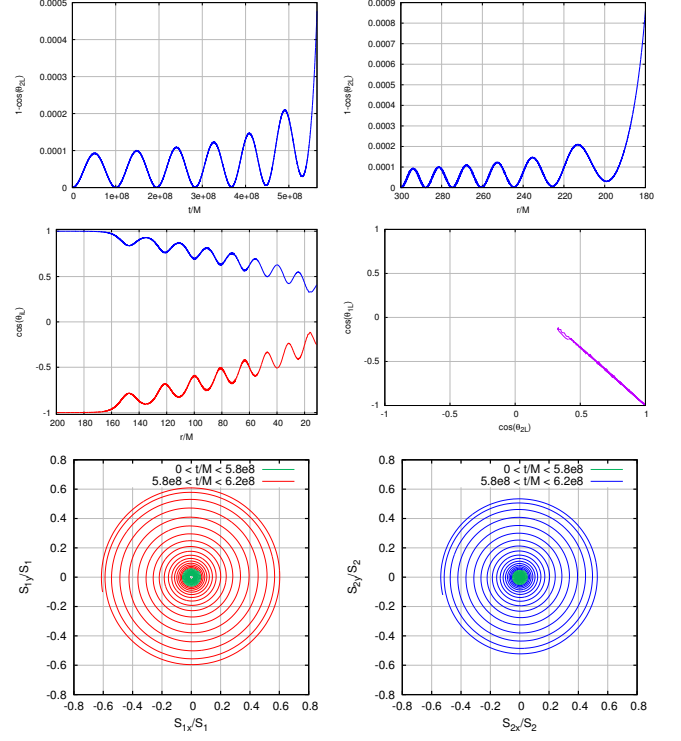 0.0005
0.0004
0.0003
0.0002
0.0001
0
1-cos(θ2L)
0 1e+08 2e+08 3e+08 4e+08 5e+08
t/M
0.0009
0.0008
0.0007
0.0006
0.0005
0.0004
0.0003
0.0002
0.0001
0
1-cos(θ2L)
300 280 260 240 220 200 180
r/M
1
0.5
0
-0.5
-1
cos(θiL)
200 180 160 140 120 100 80 60 40 20
r/M
1
0.5
0
-0.5
-1
cos(θ1L)
-1 -0.5 0 0.5 1
cos(θ2L)
0 < t/M < 5.8e8
5.8e8 < t/M < 6.2e8
0.8
0.6
0.4
0.2
0
-0.2
-0.4
-0.6
-0.8
S1y/S1
-0.8 -0.6 -0.4 -0.2 0 0.2 0.4 0.6 0.8
S1x/S1
0 < t/M < 5.8e8
5.8e8 < t/M < 6.2e8
0.8
0.6
0.4
0.2
0
-0.2
-0.4
-0.6
-0.8
S2y/S2
-0.8 -0.6 -0.4 -0.2 0 0.2 0.4 0.6 0.8
S2x/S2